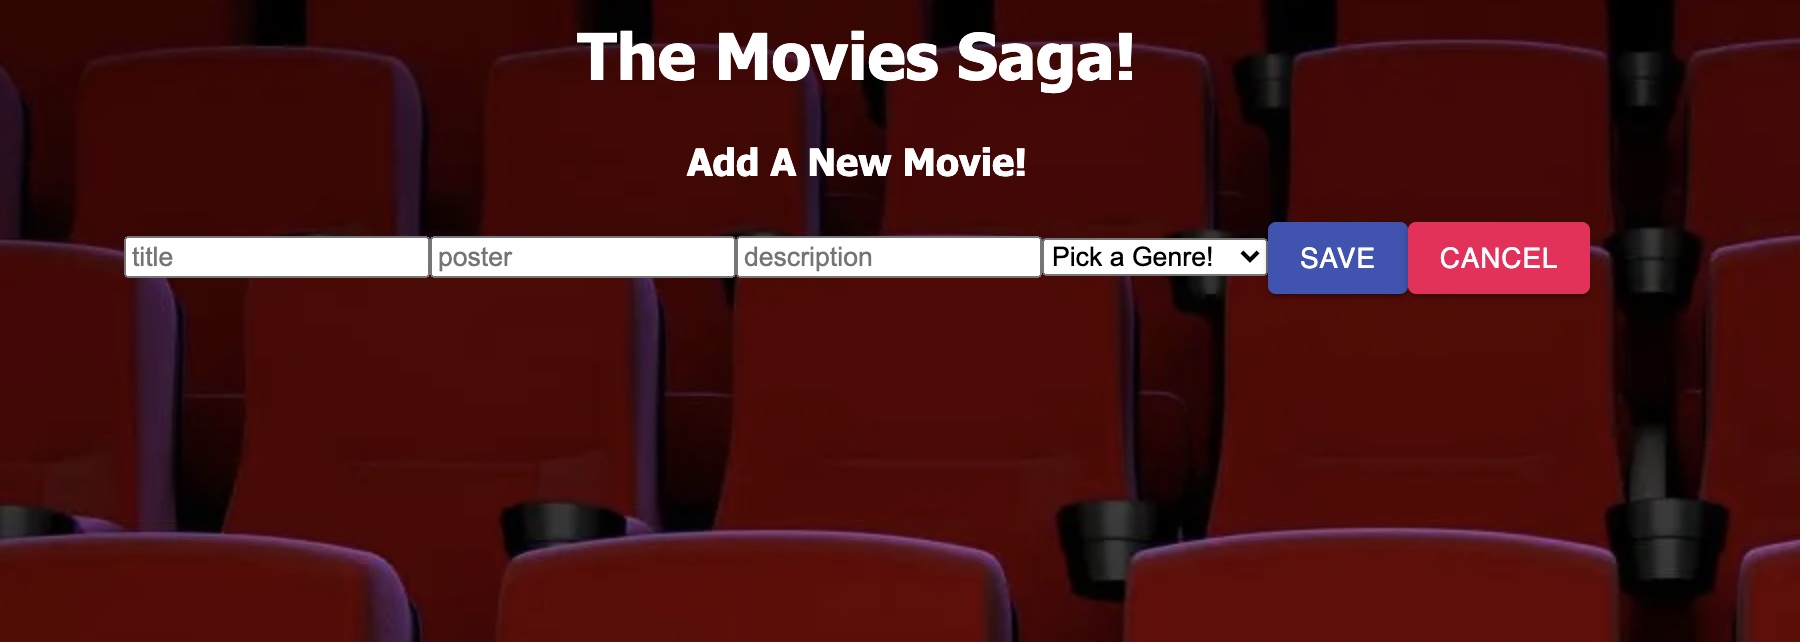 The Movies Saga!
Add A New Movie!
title poster description Pick a Genre! SAVE CANCEL